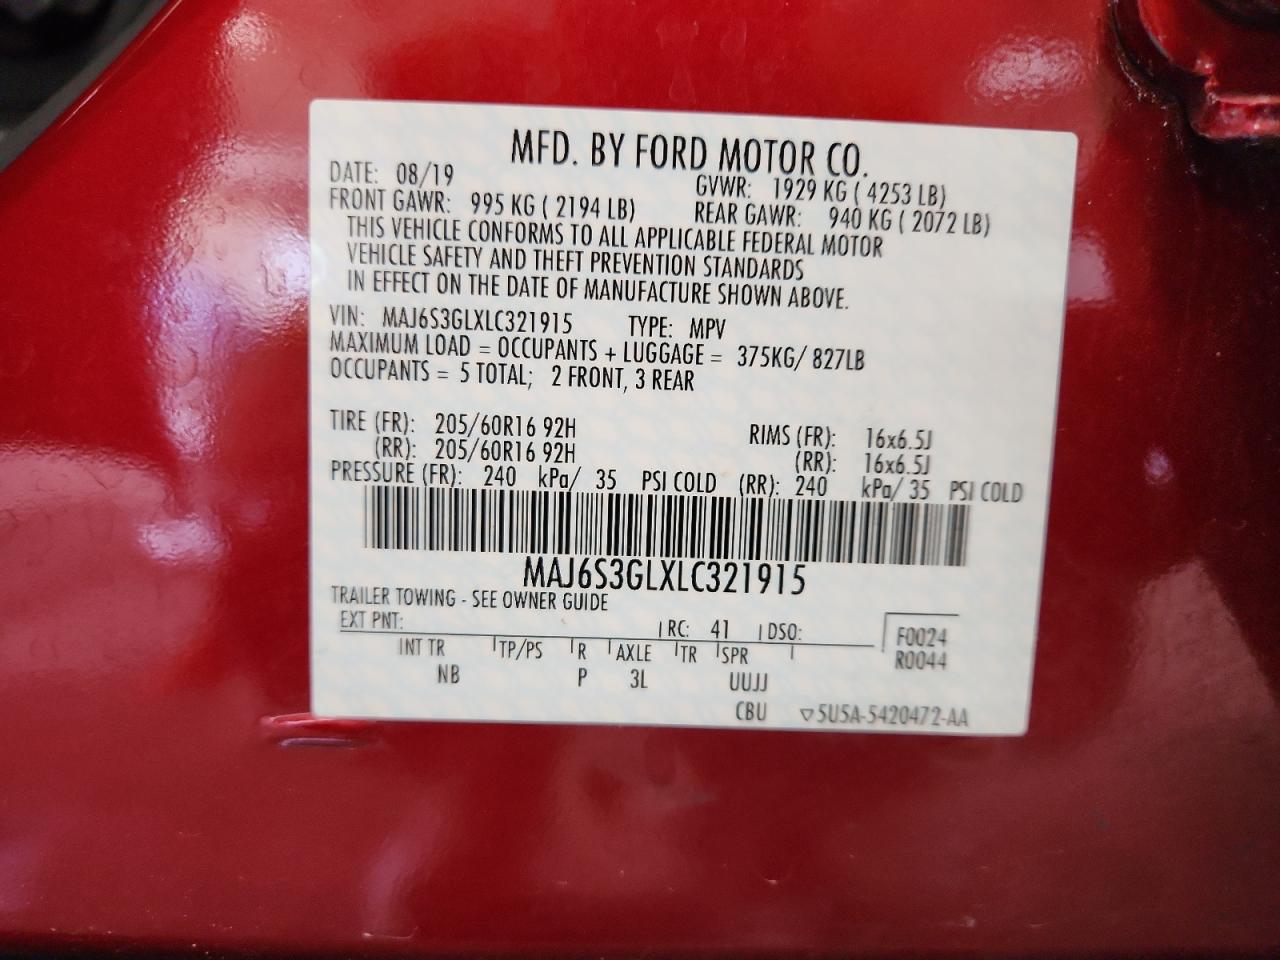 MFD. BY FORD MOTOR CO.
DATE: 08/19 GVWR: 1929 KG ( 4253 LB)
FRONT GAWR: 995 KG ( 2194 LB) REAR GAWR: 940 KG ( 2072 LB)
THIS VEHICLE CONFORMS TO ALL APPLICABLE FEDERAL MOTOR
VEHICLE SAFETY AND THEFT PREVENTION STANDARDS
IN EFFECT ON THE DATE OF MANUFACTURE SHOWN ABOVE.
VIN: MAJ6S3GLXLC321915 TYPE: MPV
MAXIMUM LOAD = OCCUPANTS + LUGGAGE = 375KG/ 827LB
OCCUPANTS = 5 TOTAL; 2 FRONT, 3 REAR
TIRE (FR): 205/60R16 92H RIMS (FR): 16x6.5J
(RR): 205/60R16 92H (RR): 16x6.5J
PRESSURE (FR): 240 kPa/ 35 PSI COLD (RR): 240 kPa/ 35 PSI COLD
MAJ6S3GLXLC321915
TRAILER TOWING - SEE OWNER GUIDE
EXT PNT: RC: 41 DSO: F0024
INT TR TP/PS R AXLE TR SPR R0044
NB P 3L UUJJ
CBU ▽5U5A-5420472-AA